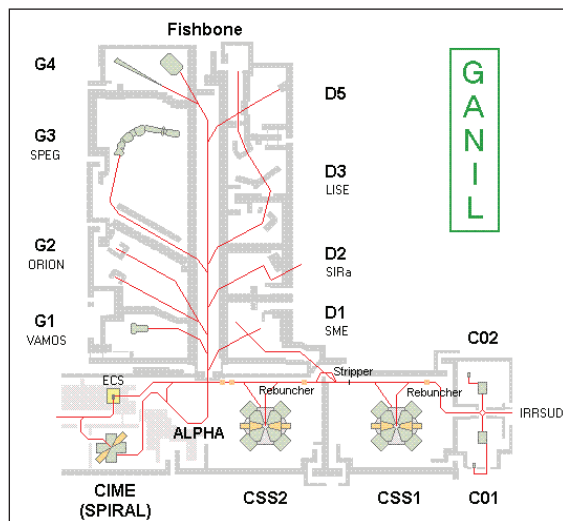 Fishbone
G4
D5
GANIL
G3
SPEG
D3
LISE
G2
ORION
D2
SIRa
G1
VAMOS
D1
SME
C02
Stripper
ECS
Rebuncher
Rebuncher
IRRSUD
ALPHA
CIME
(SPIRAL)
CSS2
CSS1
C01